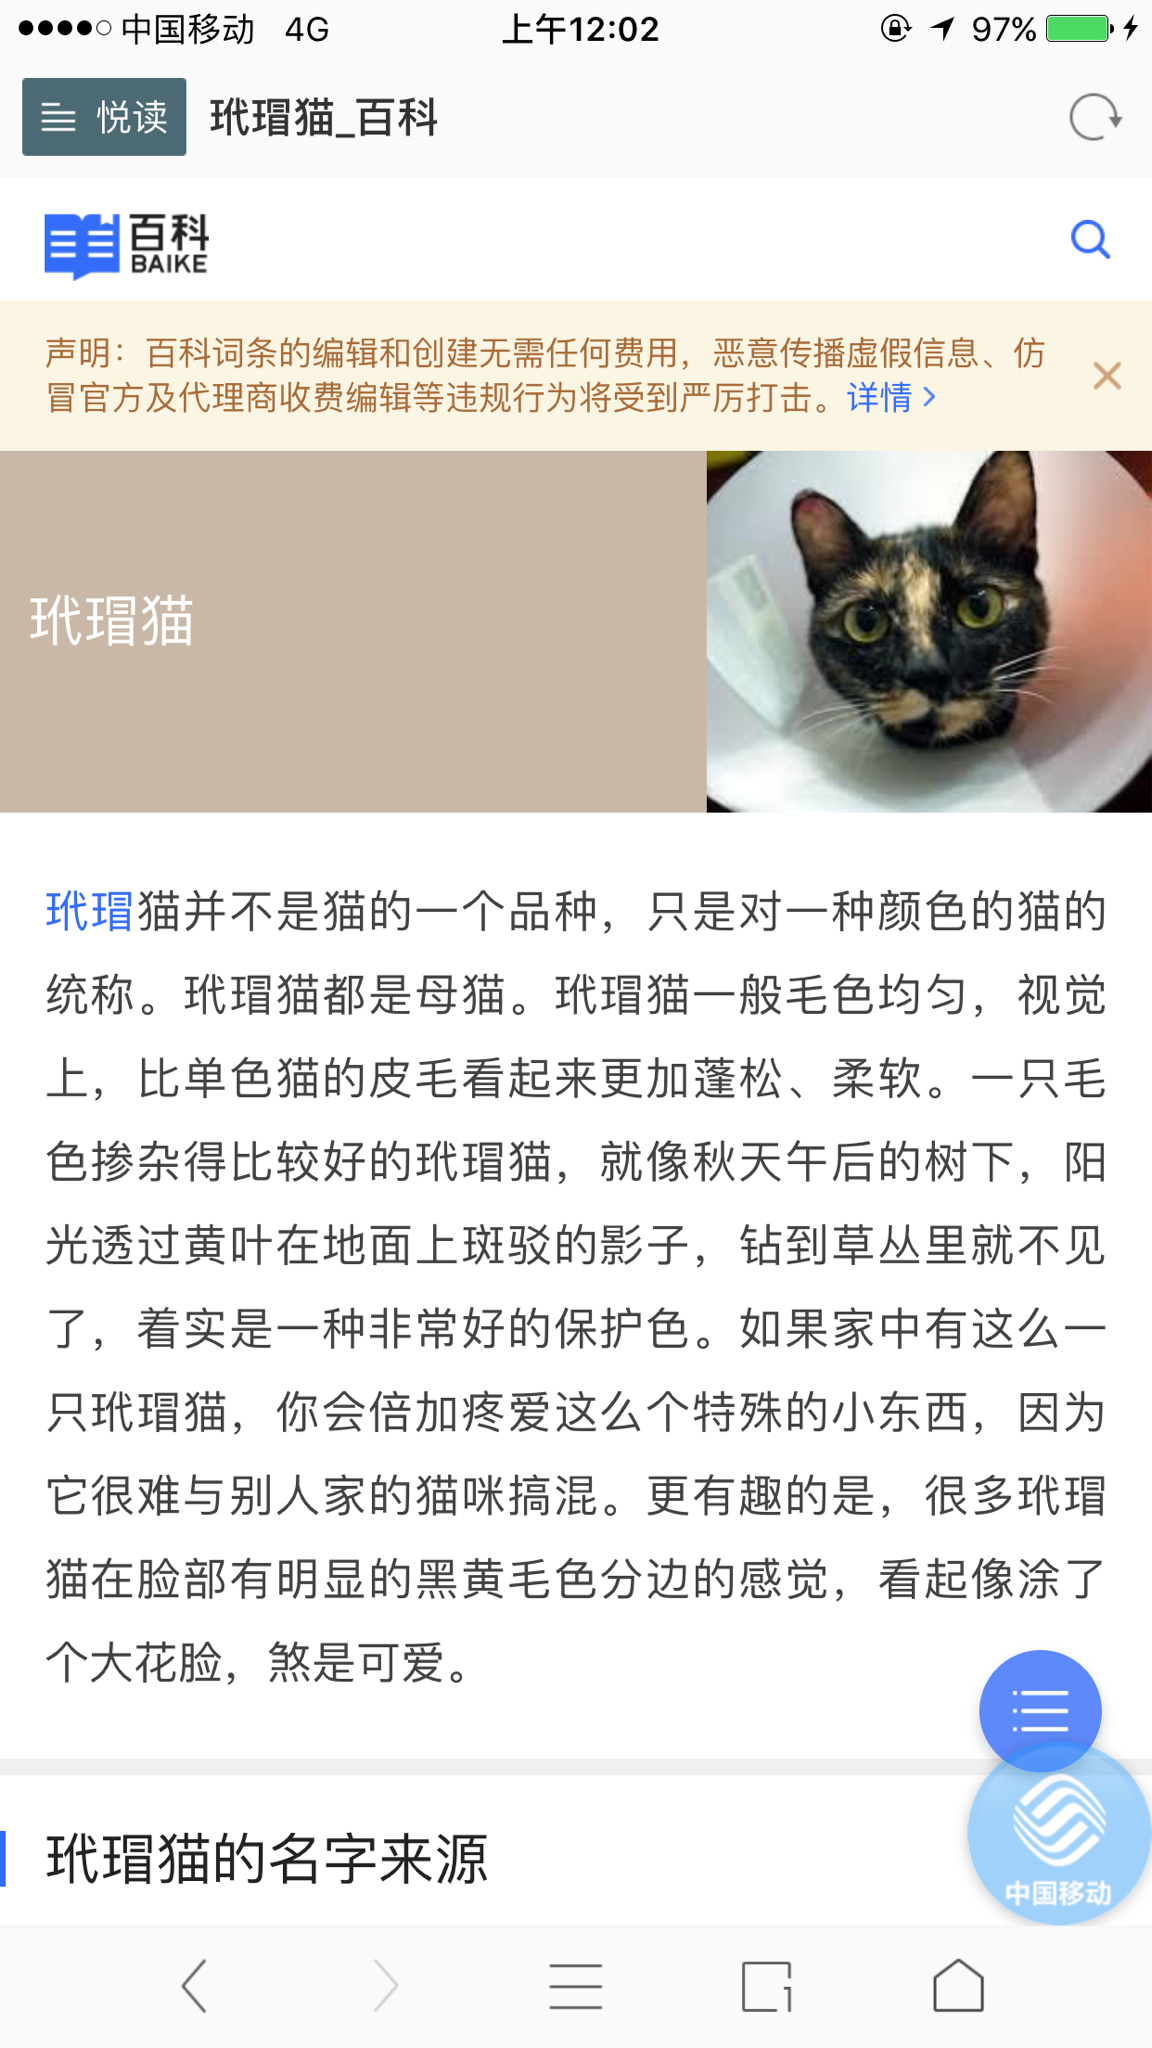 中国移动 4G 上午12:02 97%
悦读 玳瑁猫_百科
百科
BAIKE
声明：百科词条的编辑和创建无需任何费用，恶意传播虚假信息、仿
冒官方及代理商收费编辑等违规行为将受到严厉打击。详情
玳瑁猫
玳瑁猫并不是猫的一个品种，只是对一种颜色的猫的
统称。玳瑁猫都是母猫。玳瑁猫一般毛色均匀，视觉
上，比单色猫的皮毛看起来更加蓬松、柔软。一只毛
色掺杂得比较好的玳瑁猫，就像秋天午后的树下，阳
光透过黄叶在地面上斑驳的影子，钻到草丛里就不见
了，着实是一种非常好的保护色。如果家中有这么一
只玳瑁猫，你会倍加疼爱这么个特殊的小东西，因为
它很难与别人家的猫咪搞混。更有趣的是，很多玳瑁
猫在脸部有明显的黑黄毛色分边的感觉，看起像涂了
个大花脸，煞是可爱。
玳瑁猫的名字来源
中国移动
1